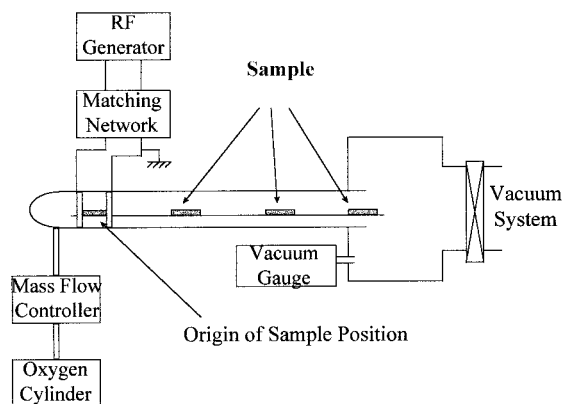 RF
Generator
Sample
Matching
Network
Vacuum
System
Vacuum
Gauge
Mass Flow
Controller
Origin of Sample Position
Oxygen
Cylinder